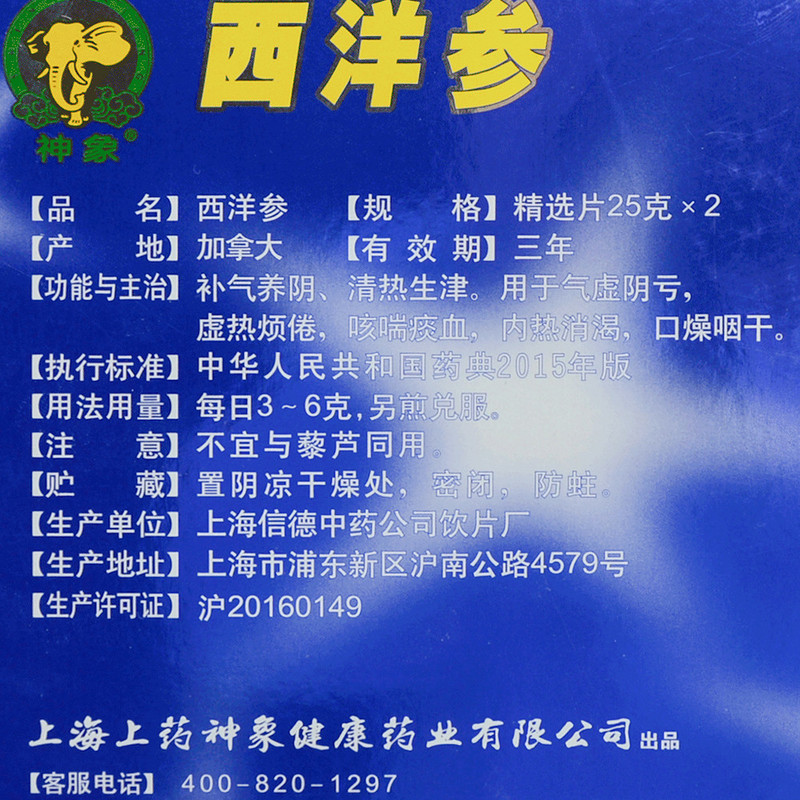 西洋参
神象®
【品 名】西洋参 【规 格】精选片25克×2
【产 地】加拿大 【有效期】三年
【功能与主治】补气养阴、清热生津。用于气虚阴亏，
虚热烦倦，咳喘痰血，内热消渴，口燥咽干。
【执行标准】中华人民共和国药典2015年版
【用法用量】每日3～6克，另煎兑服。
【注 意】不宜与藜芦同用。
【贮 藏】置阴凉干燥处，密闭，防蛀。
【生产单位】上海信德中药公司饮片厂
【生产地址】上海市浦东新区沪南公路4579号
【生产许可证】沪20160149
上海上药神象健康药业有限公司出品
【客服电话】400-820-1297